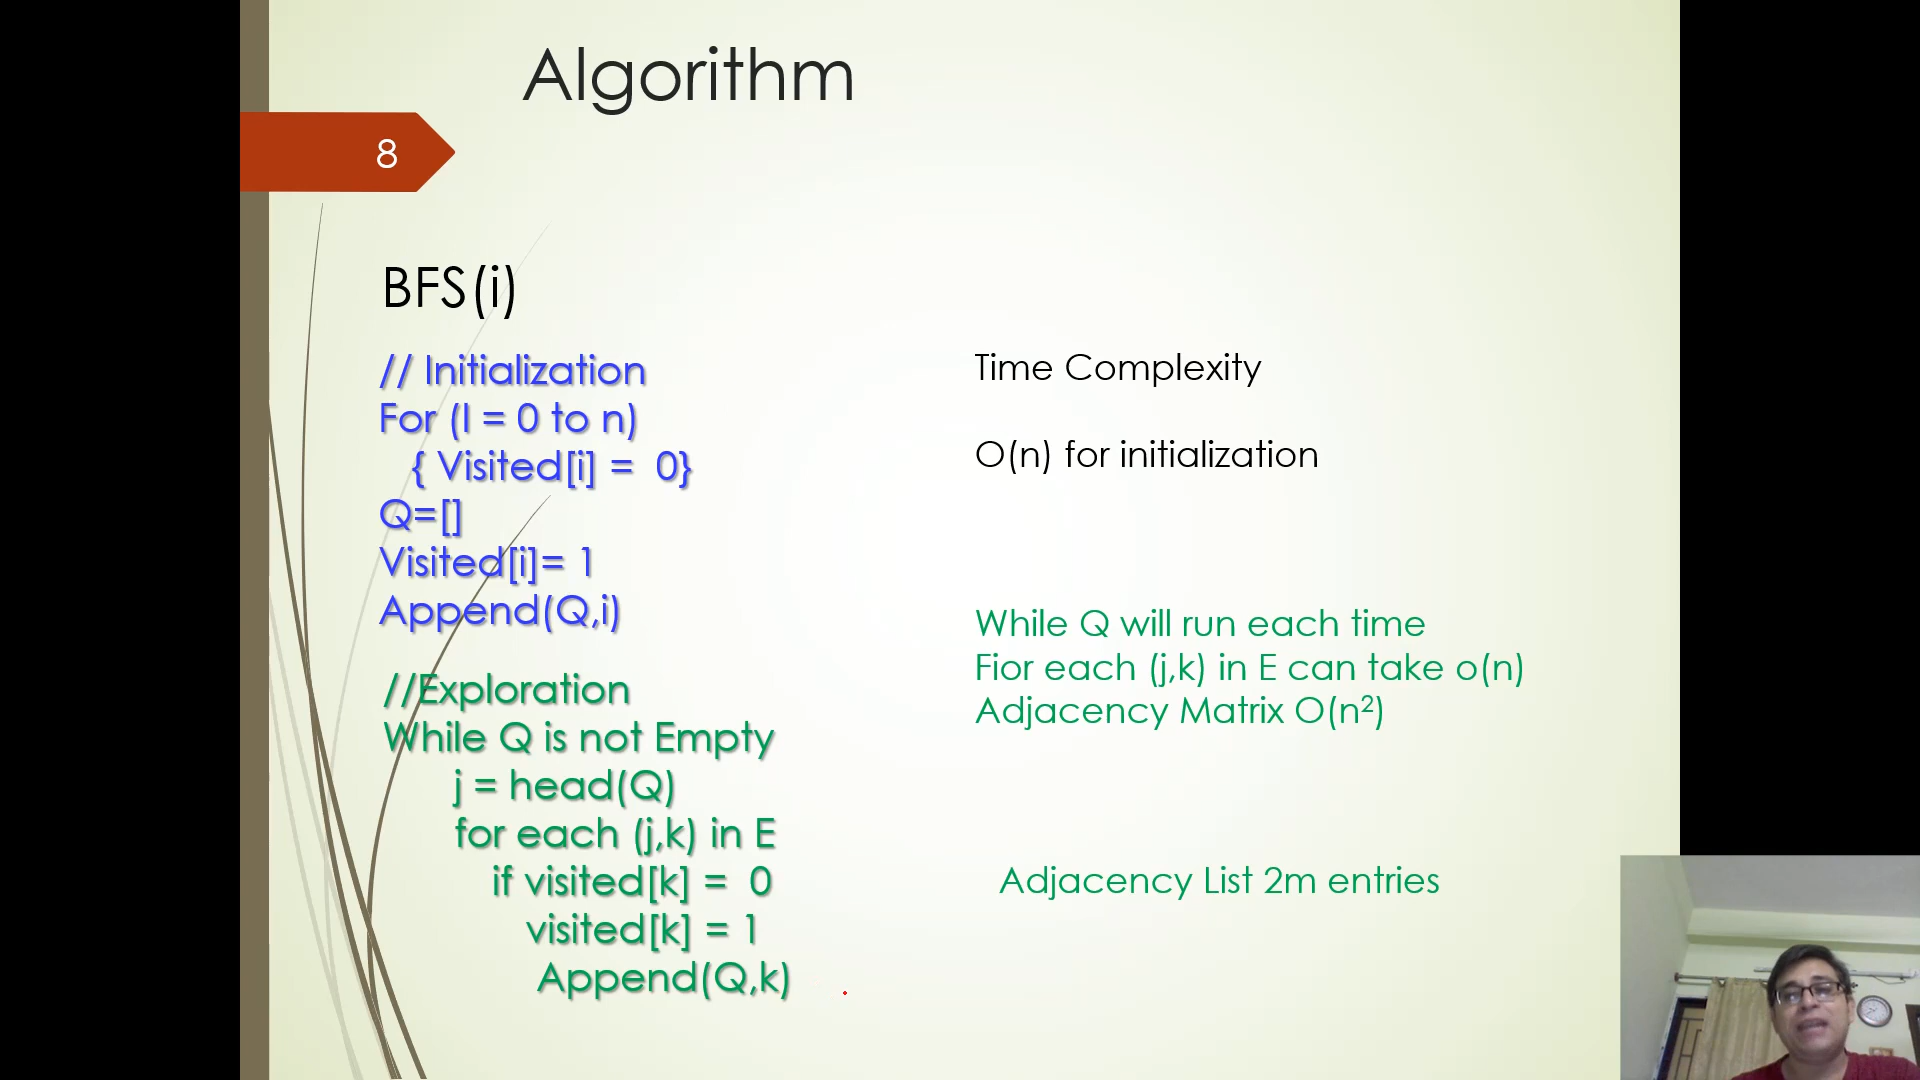 Algorithm
8
BFS(i)
// Initialization
For (I = 0 to n)
{ Visited[i] =  0}
Q=[]
Visited[i]= 1
Append(Q,i)
//Exploration
While Q is not Empty
j = head(Q)
for each (j,k) in E
if visited[k] =  0
visited[k] = 1
Append(Q,k)
Time Complexity
O(n) for initialization
While Q will run each time
Fior each (j,k) in E can take o(n)
Adjacency Matrix O(n²)
Adjacency List 2m entries